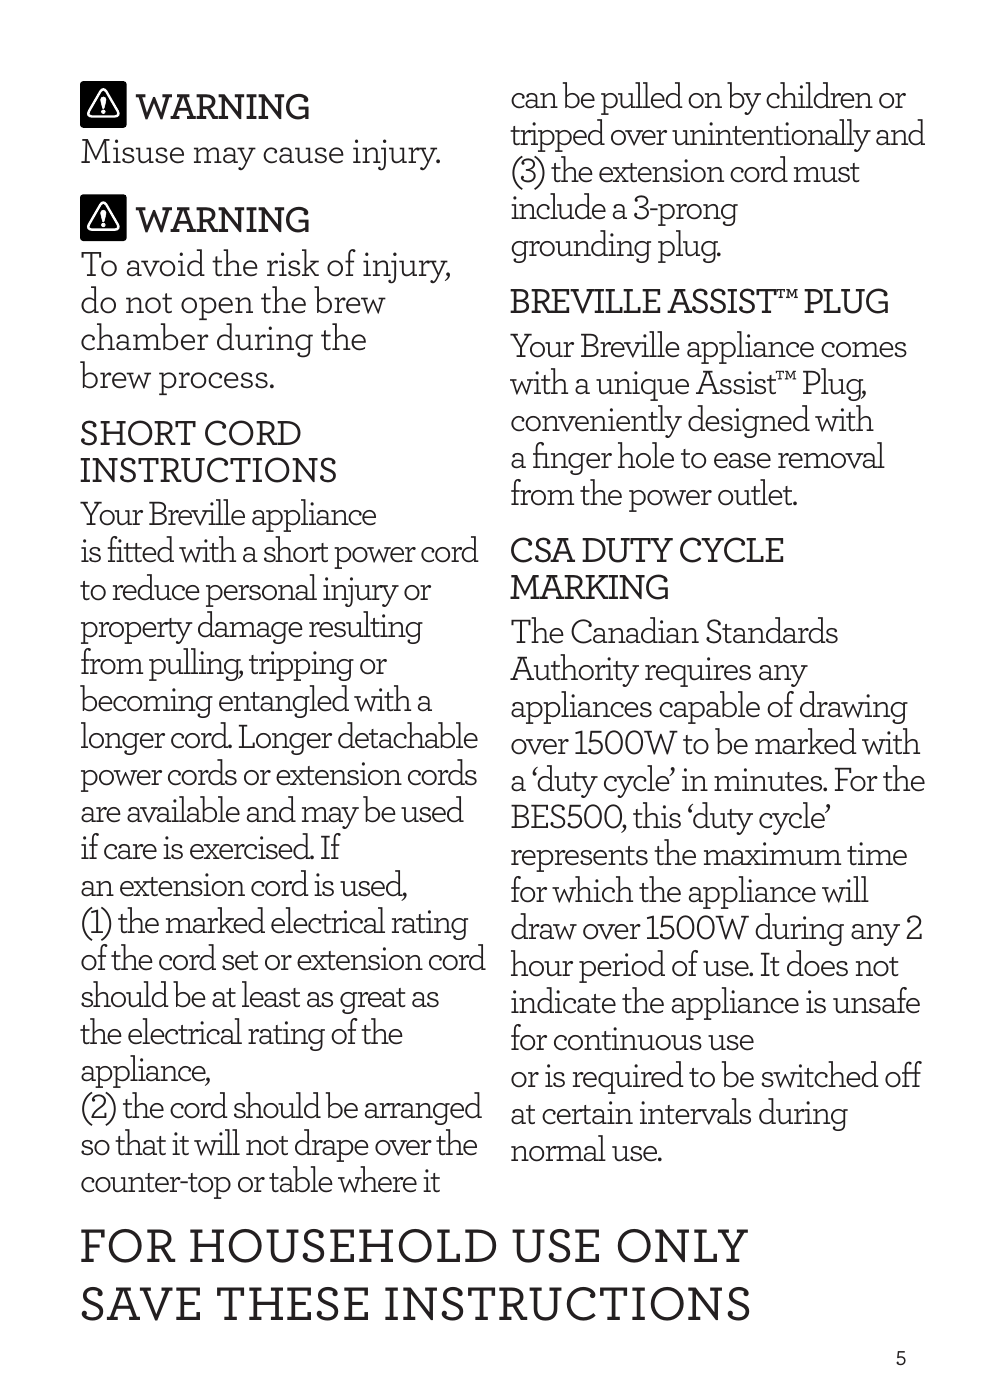 WARNING
Misuse may cause injury.
WARNING
To avoid the risk of injury,
do not open the brew
chamber during the
brew process.
SHORT CORD
INSTRUCTIONS
Your Breville appliance
is fitted with a short power cord
to reduce personal injury or
property damage resulting
from pulling, tripping or
becoming entangled with a
longer cord. Longer detachable
power cords or extension cords
are available and may be used
if care is exercised. If
an extension cord is used,
(1) the marked electrical rating
of the cord set or extension cord
should be at least as great as
the electrical rating of the
appliance,
(2) the cord should be arranged
so that it will not drape over the
counter-top or table where it
can be pulled on by children or
tripped over unintentionally and
(3) the extension cord must
include a 3-prong
grounding plug.
BREVILLE ASSIST™ PLUG
Your Breville appliance comes
with a unique Assist™ Plug,
conveniently designed with
a finger hole to ease removal
from the power outlet.
CSA DUTY CYCLE
MARKING
The Canadian Standards
Authority requires any
appliances capable of drawing
over 1500W to be marked with
a ‘duty cycle’ in minutes. For the
BES500, this ‘duty cycle’
represents the maximum time
for which the appliance will
draw over 1500W during any 2
hour period of use. It does not
indicate the appliance is unsafe
for continuous use
or is required to be switched off
at certain intervals during
normal use.
FOR HOUSEHOLD USE ONLY
SAVE THESE INSTRUCTIONS
5